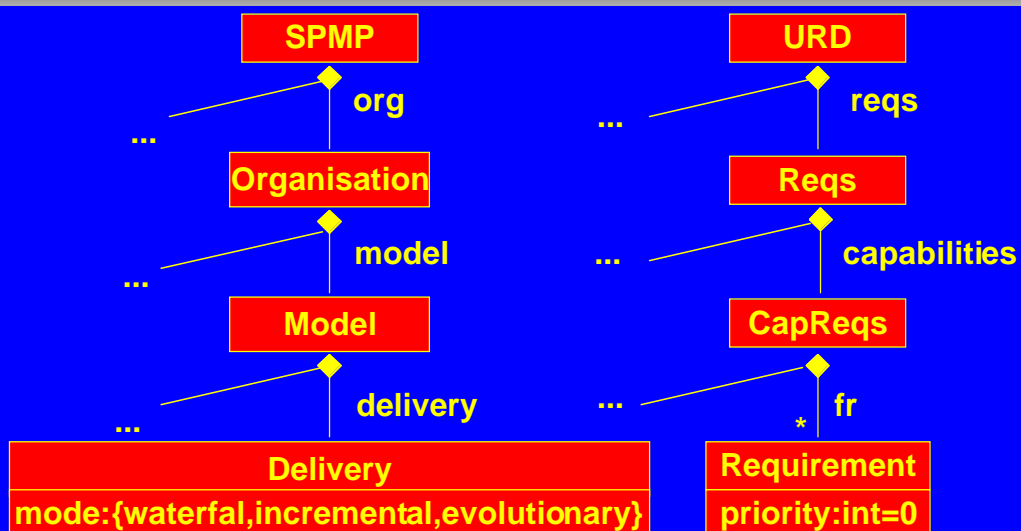 SPMP
org
...
Organisation
model
...
Model
delivery
...
Delivery
mode:{waterfal,incremental,evolutionary}
URD
reqs
...
Reqs
capabilities
...
CapReqs
fr
...
*
Requirement
priority:int=0